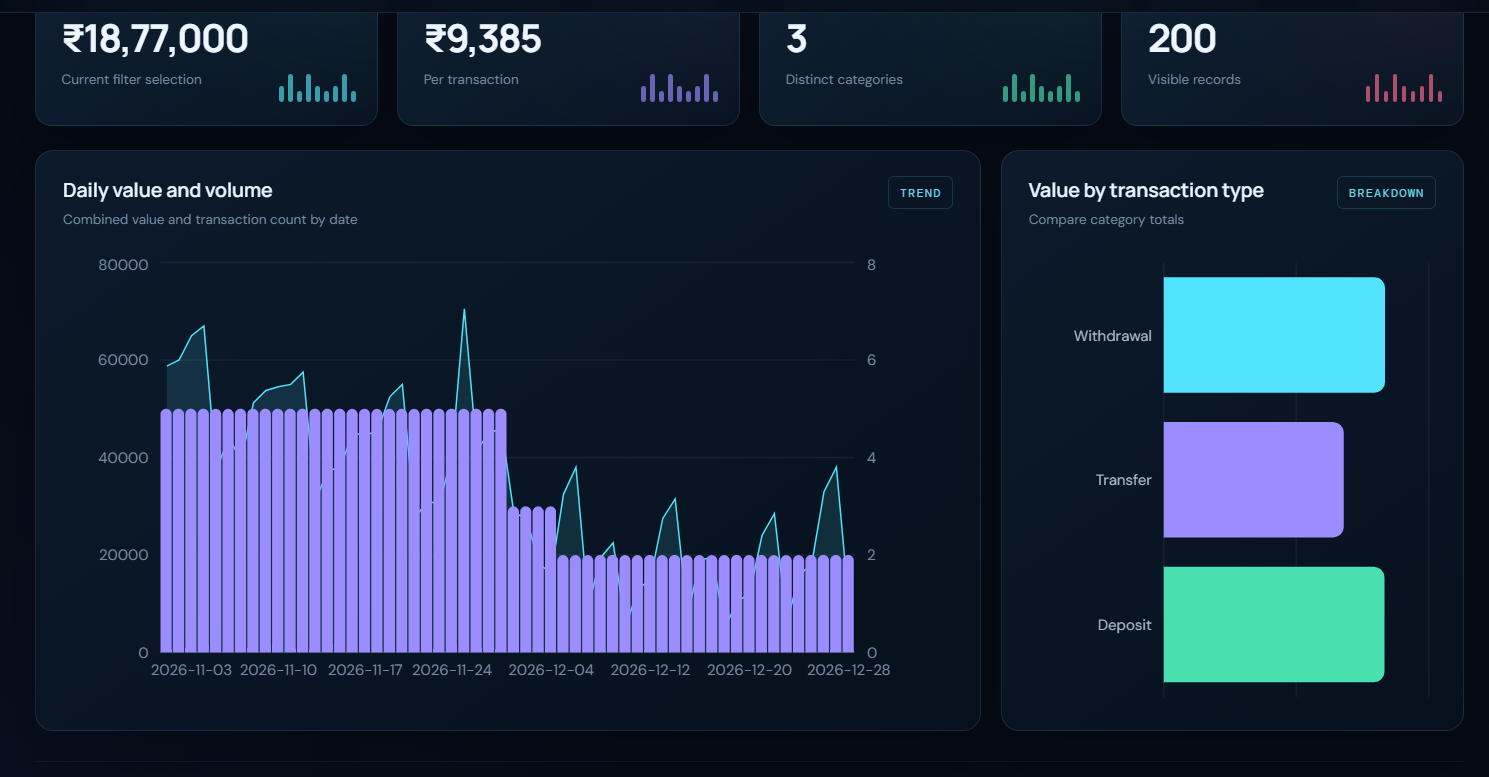 ₹18,77,000
Current filter selection
₹9,385
Per transaction
3
Distinct categories
200
Visible records
Daily value and volume
TREND
Combined value and transaction count by date
80000
60000
40000
20000
0
8
6
4
2
0
2026-11-03 2026-11-10 2026-11-17 2026-11-24 2026-12-04 2026-12-12 2026-12-20 2026-12-28
Value by transaction type
BREAKDOWN
Compare category totals
Withdrawal
Transfer
Deposit